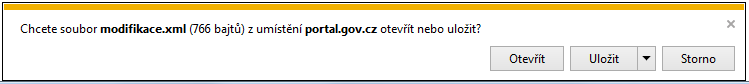 Chcete soubor modifikace.xml (766 bajtů) z umístění portal.gov.cz otevřít nebo uložit?
Otevřít Uložit Storno